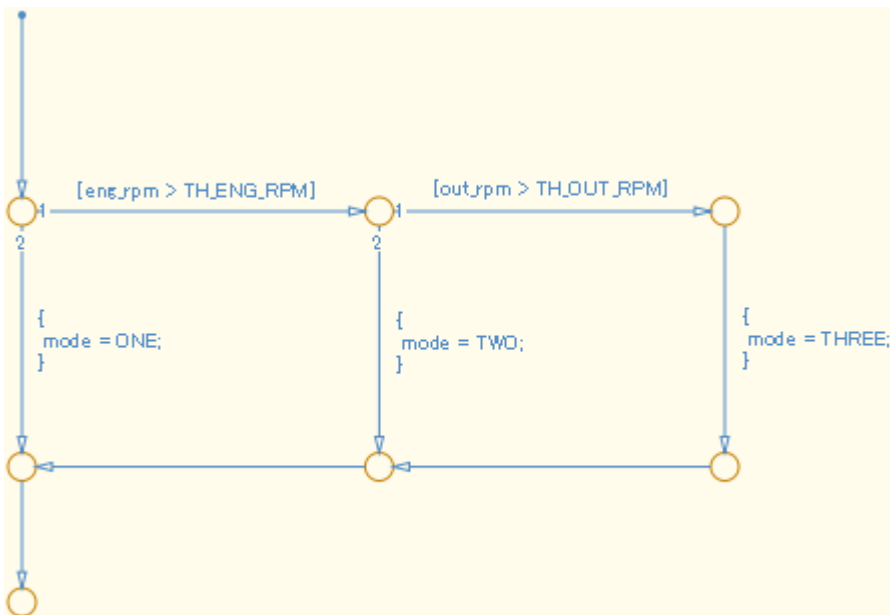 [eng_rpm > TH_ENG_RPM]
[out_rpm > TH_OUT_RPM]
1
1
2
2
{
mode = ONE;
}
{
mode = TWO;
}
{
mode = THREE;
}